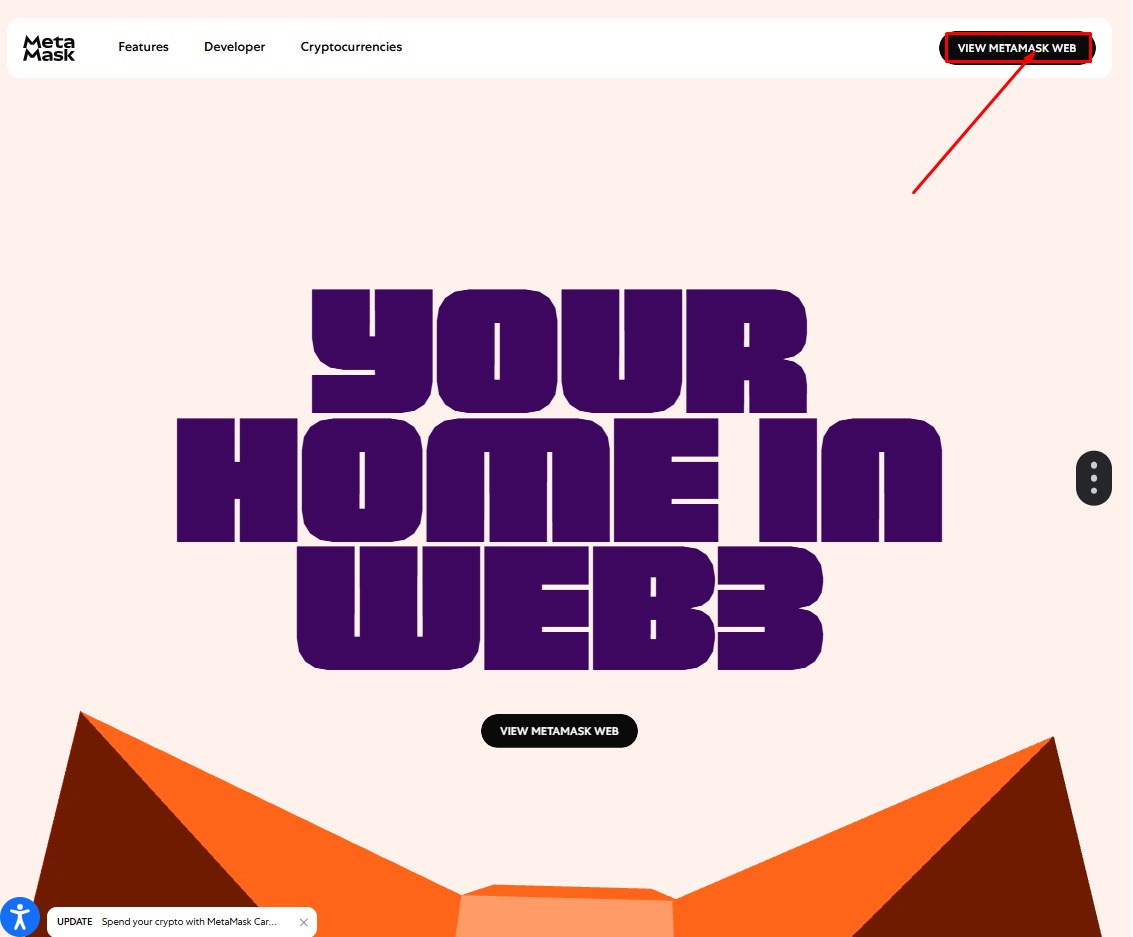 Meta
Mask
Features
Developer
Cryptocurrencies
VIEW METAMASK WEB
YOUR
HOME IN
WEB3
VIEW METAMASK WEB
UPDATE Spend your crypto with MetaMask Car...